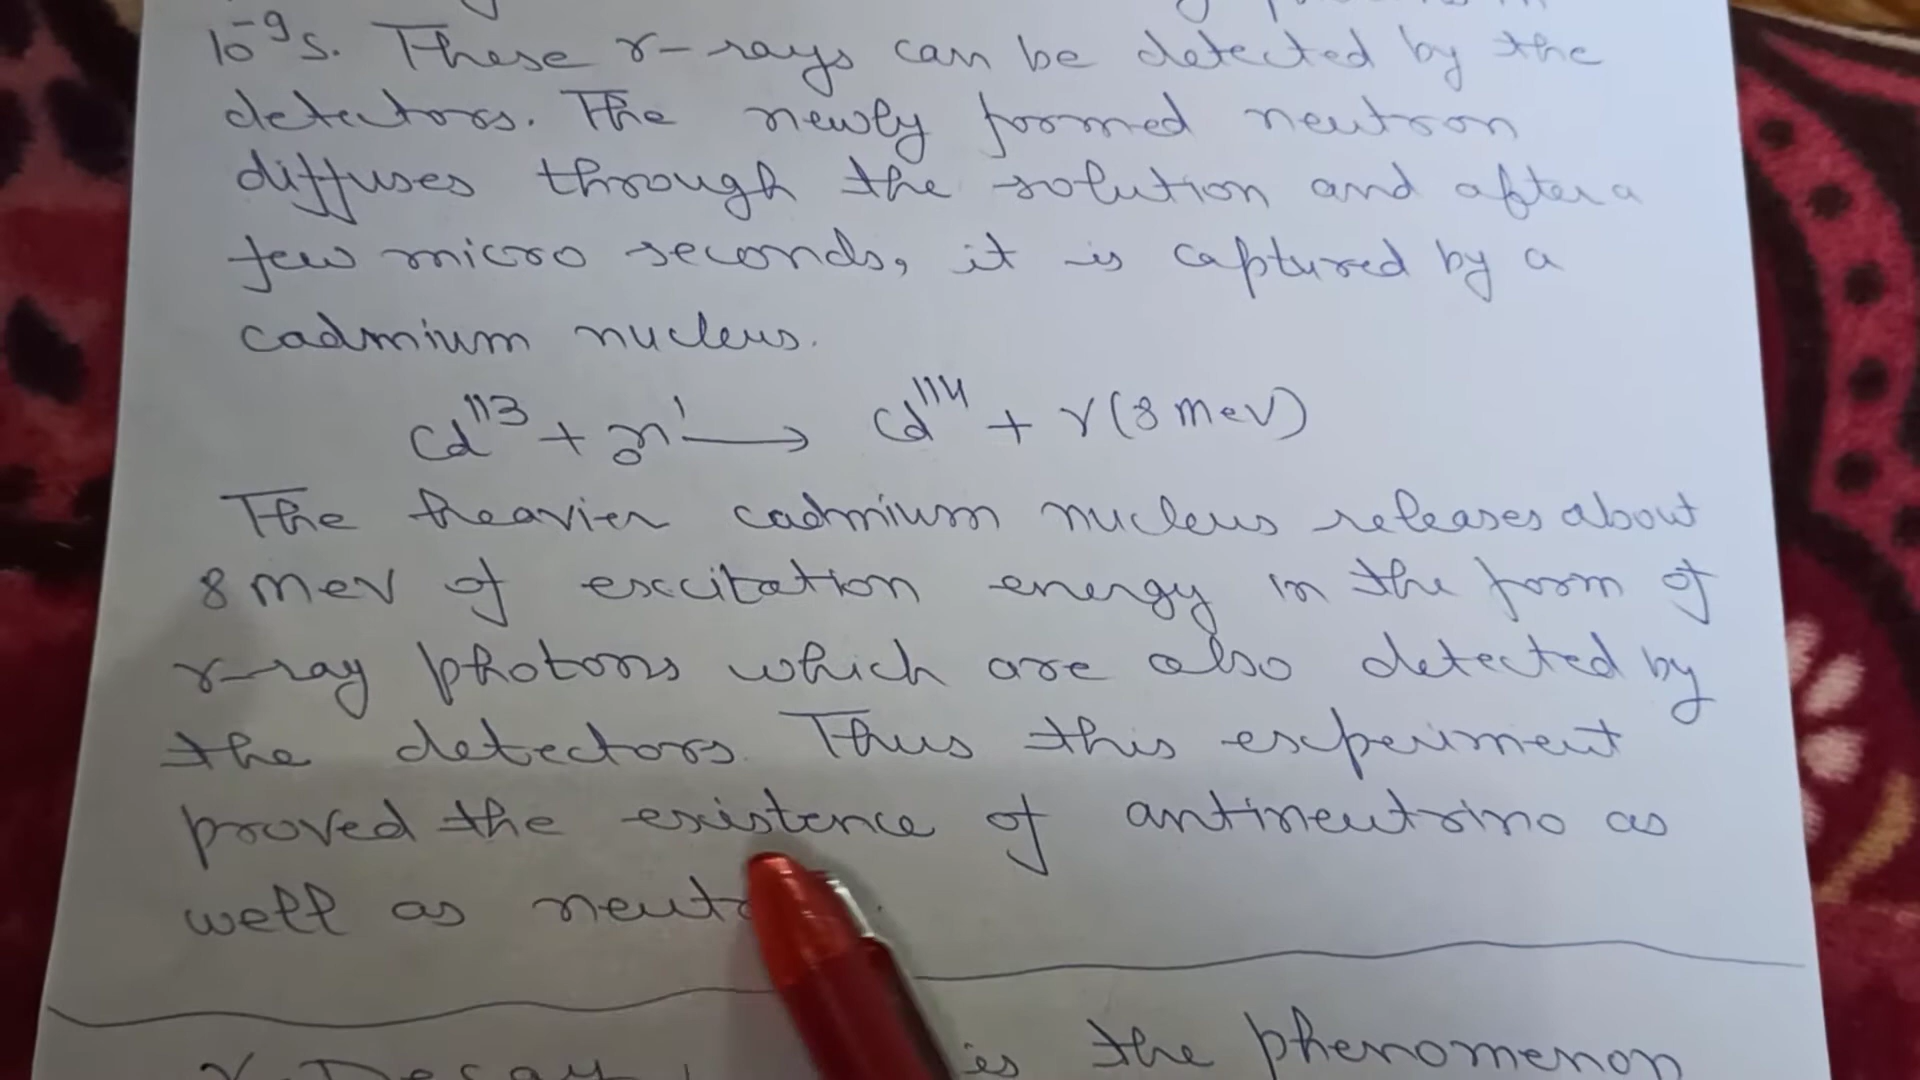 10⁻⁹s. These γ-rays can be detected by the
detectors. The newly formed neutron
diffuses through the solution and after a
few micro seconds, it is captured by a
cadmium nucleus.
Cd¹¹³ + ₀n¹ → Cd¹¹⁴ + γ (8 mev)
The heavier cadmium nucleus releases about
8 mev of excitation energy in the form of
γ-ray photons which are also detected by
the detectors. Thus this experiment
proved the existence of antineutrino as
well as
γ-Decay is the phenomenon